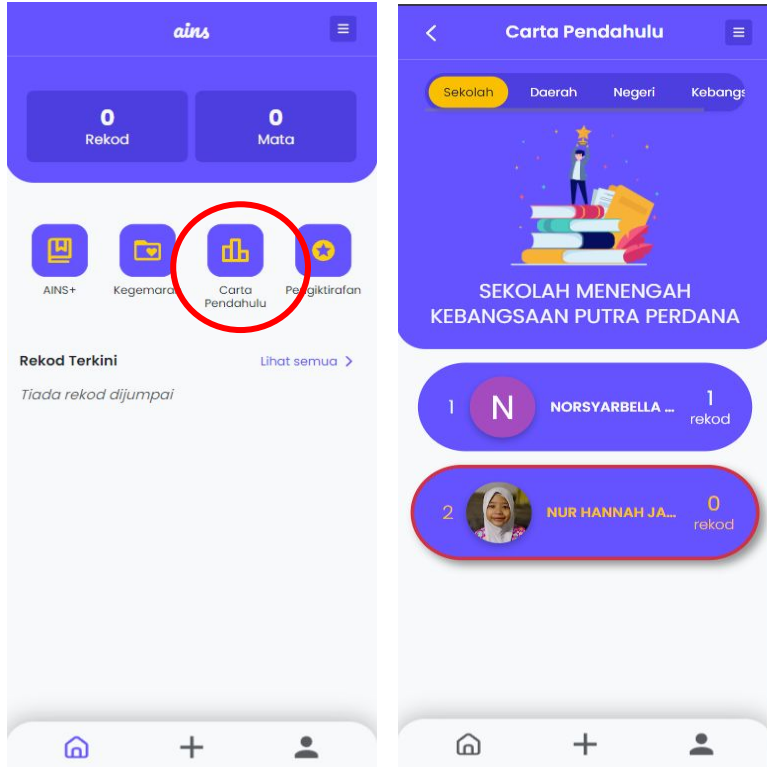 ains
0
Rekod
0
Mata
AINS+
Kegemaran
Carta
Pendahulu
Pengiktirafan
Rekod Terkini
Lihat semua
Tiada rekod dijumpai
Carta Pendahulu
Sekolah
Daerah
Negeri
Kebangs
SEKOLAH MENENGAH
KEBANGSAAN PUTRA PERDANA
1
N
NORSYARBELLA ...
1
rekod
2
NUR HANNAH JA...
0
rekod